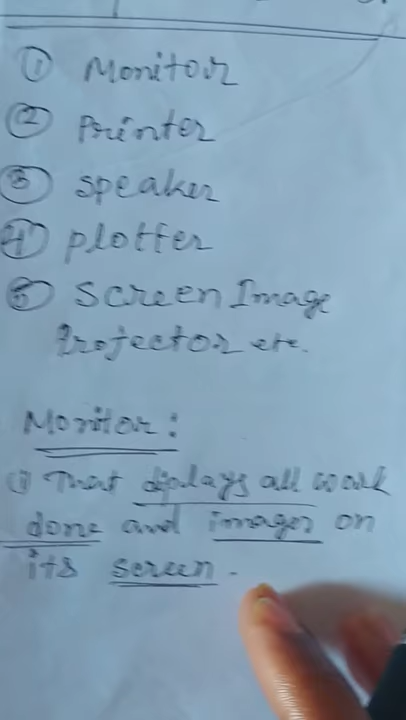 ① Monitor
② Printer
③ speaker
④ plotter
⑤ Screen Image
Projector etc.
Monitor:
① That dipalays all work
done and images on
its screen.